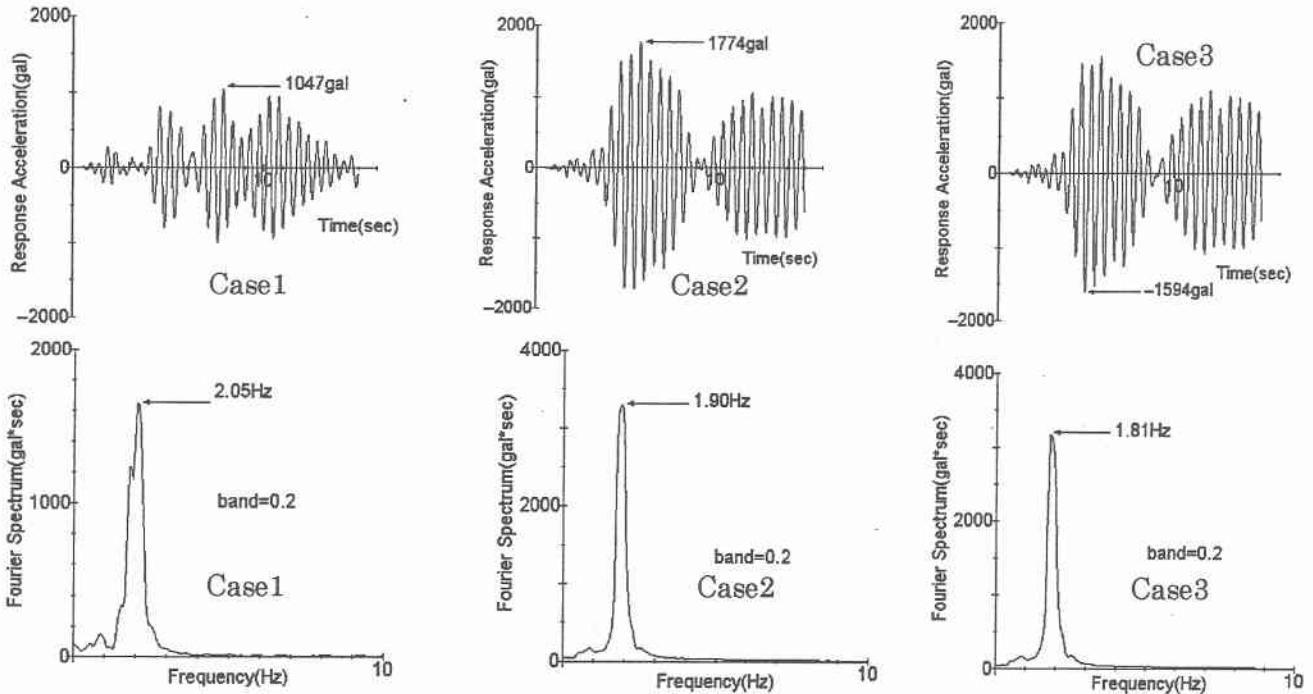 2000
Response Acceleration(gal)
1047gal
0
10
Time(sec)
Case1
−2000
2000
Response Acceleration(gal)
1774gal
0
10
Time(sec)
Case2
−2000
2000
Response Acceleration(gal)
Case3
0
10
Time(sec)
−1594gal
−2000
2000
Fourier Spectrum(gal*sec)
2.05Hz
1000
band=0.2
Case1
0
Frequency(Hz)
10
4000
Fourier Spectrum(gal*sec)
1.90Hz
2000
band=0.2
Case2
0
Frequency(Hz)
10
4000
Fourier Spectrum(gal*sec)
1.81Hz
2000
band=0.2
Case3
0
Frequency(Hz)
10